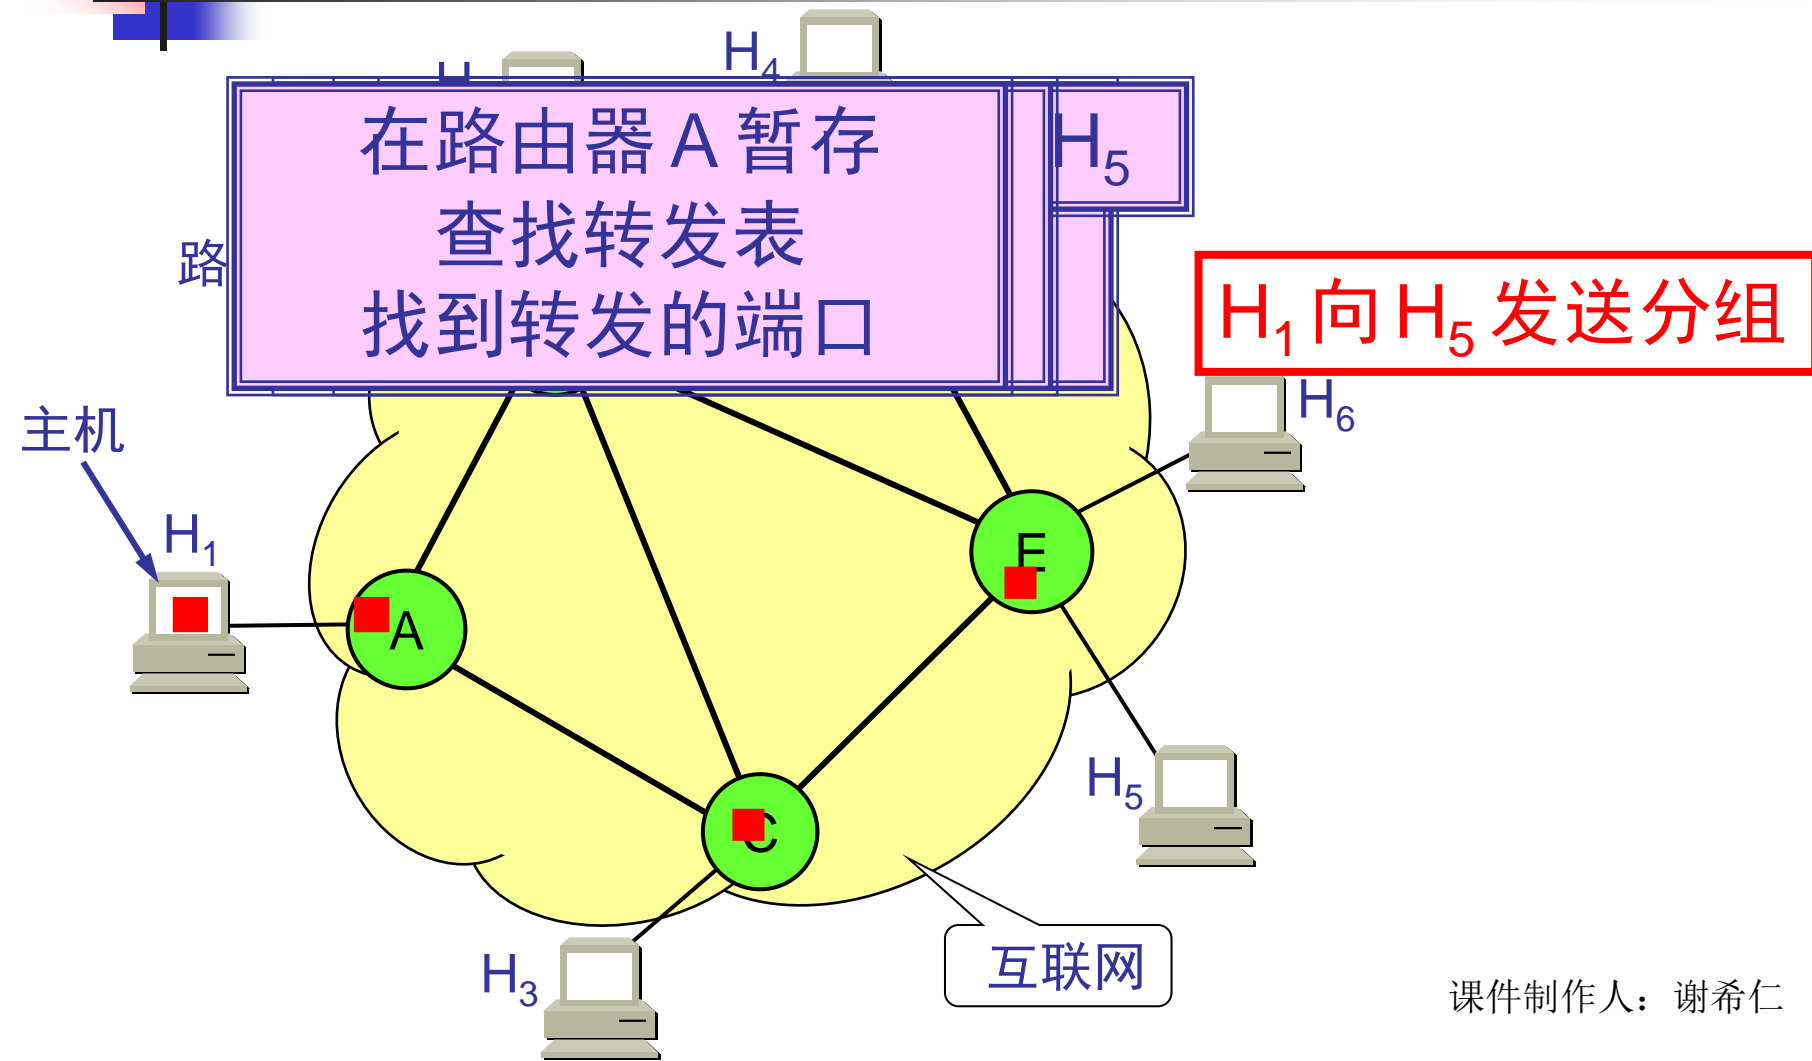 H4
在路由器 A 暂存
查找转发表
找到转发的端口
H5
路
H1 向 H5 发送分组
H6
主机
H1
E
A
H5
C
H3
互联网
课件制作人：谢希仁